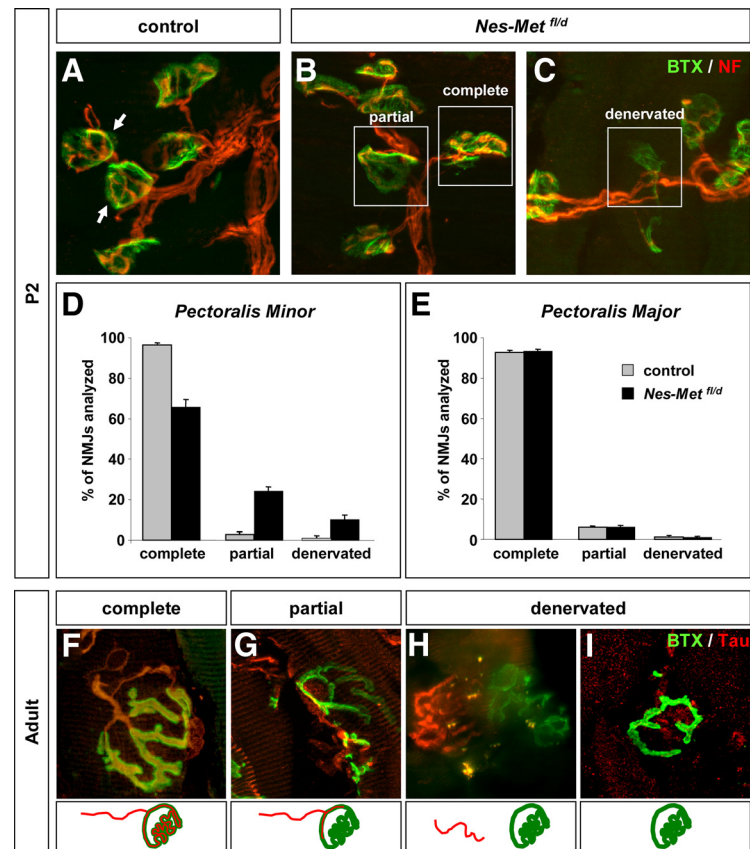 control
Nes-Met fl/d
P2
A
B
partial
complete
C
BTX / NF
denervated
D
Pectoralis Minor
% of NMJs analyzed
100
80
60
40
20
0
complete
partial
denervated
E
Pectoralis Major
% of NMJs analyzed
100
80
60
40
20
0
control
Nes-Met fl/d
complete
partial
denervated
Adult
complete
partial
denervated
F
G
H
I
BTX / Tau